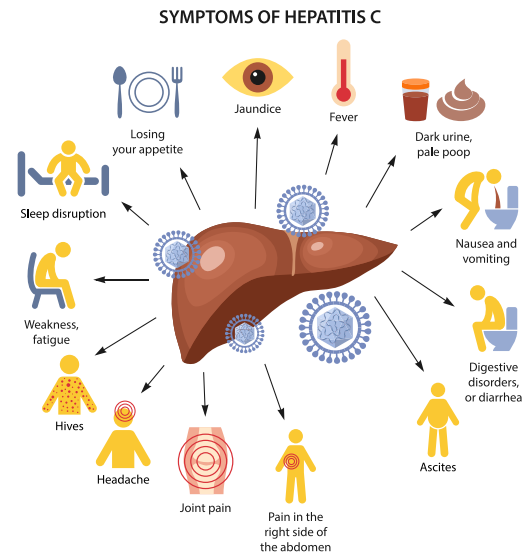 SYMPTOMS OF HEPATITIS C
Jaundice
Fever
Losing
your appetite
Dark urine,
pale poop
Sleep disruption
Nausea and
vomiting
Weakness,
fatigue
Digestive
disorders,
or diarrhea
Hives
Headache
Joint pain
Pain in the
right side of
the abdomen
Ascites